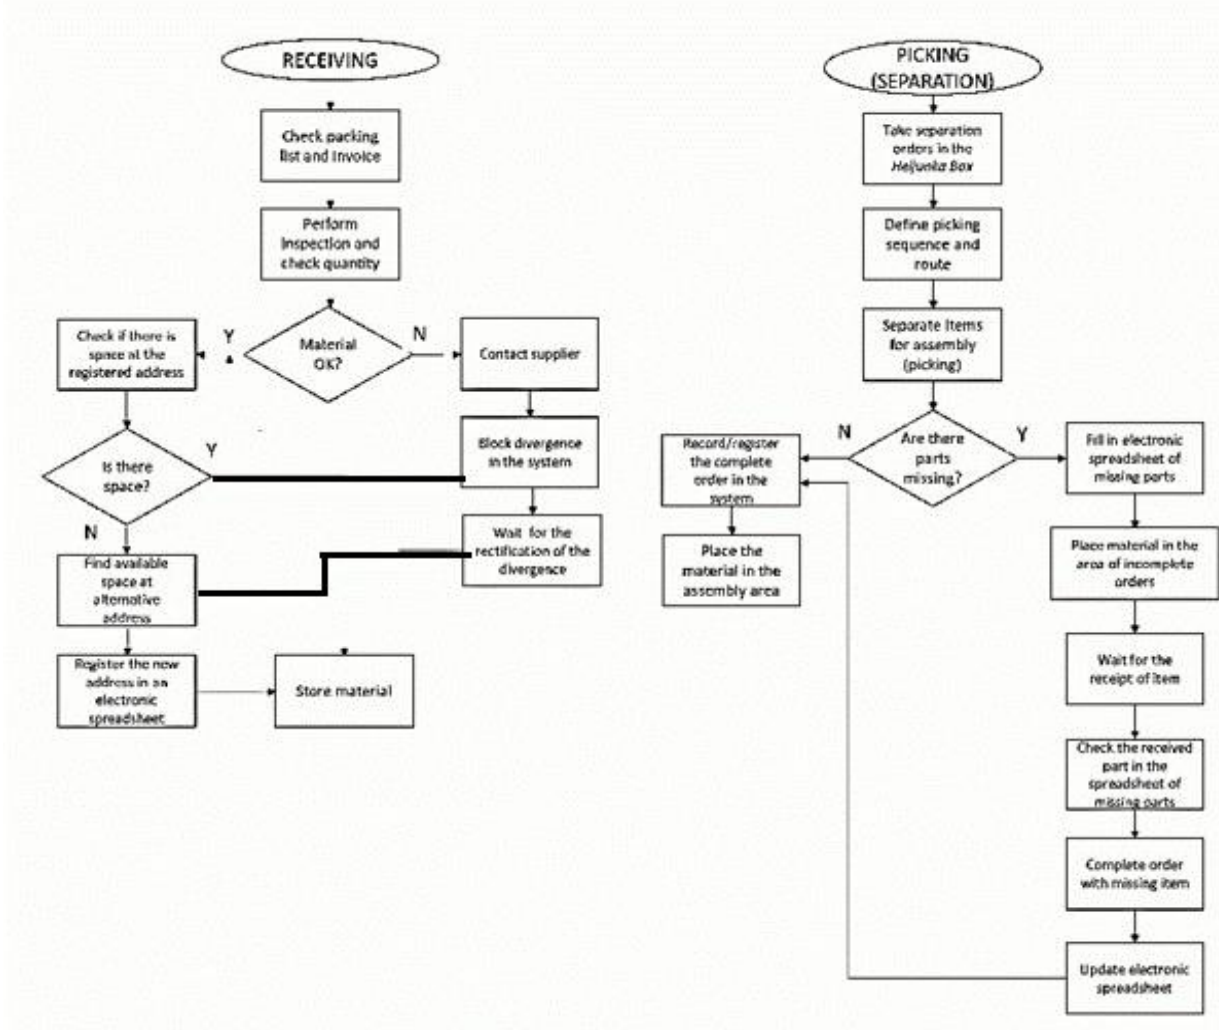 RECEIVING
Check packing
list and Invoice
Perform
Inspection and
check quantity
Material
OK?
Y
N
Check if there is
space at the
registered address
Contact supplier
Is there
space?
Y
N
Block divergence
in the system
Wait for the
rectification of the
divergence
Find available
space at
alternative
address
Register the new
address in an
electronic
spreadsheet
Store material
PICKING
(SEPARATION)
Take separation
orders in the
Heijunka Box
Define picking
sequence and
route
Separate Items
for assembly
(picking)
Are there
parts
missing?
N
Y
Record/register
the complete
order in the
system
Place the
material in the
assembly area
Fill in electronic
spreadsheet of
missing parts
Place material in the
area of incomplete
orders
Wait for the
receipt of item
Check the received
part in the
spreadsheet of
missing parts
Complete order
with missing item
Update electronic
spreadsheet